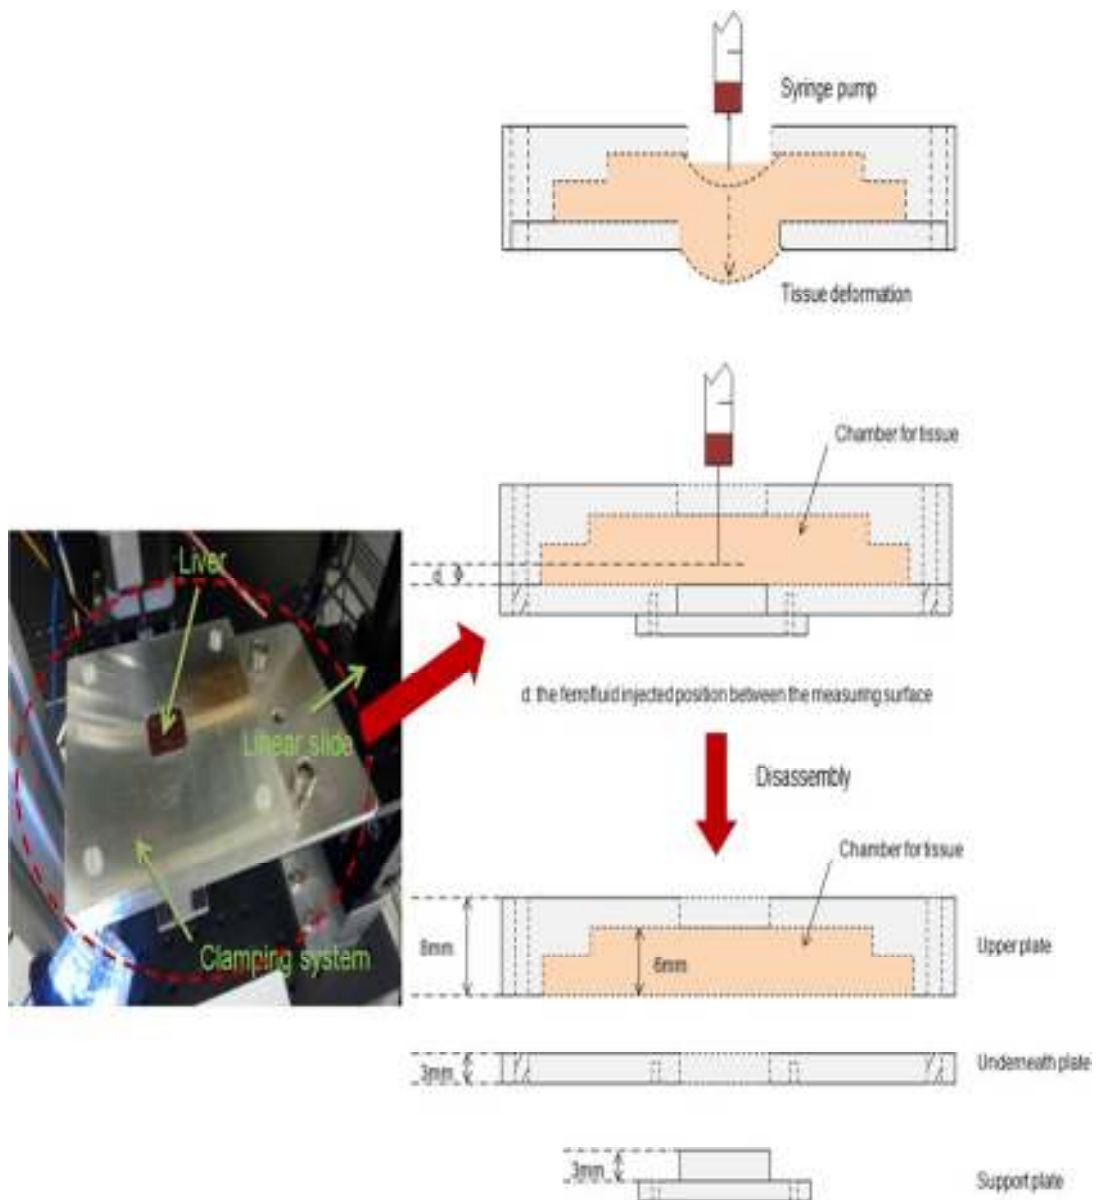 Syringe pump
Tissue deformation
Chamber for tissue
d
Liver
Linear slide
Clamping system
d: the ferrofluid injected position between the measuring surface
Disassembly
Chamber for tissue
8mm
6mm
Upper plate
3mm
Underneath plate
3mm
Support plate